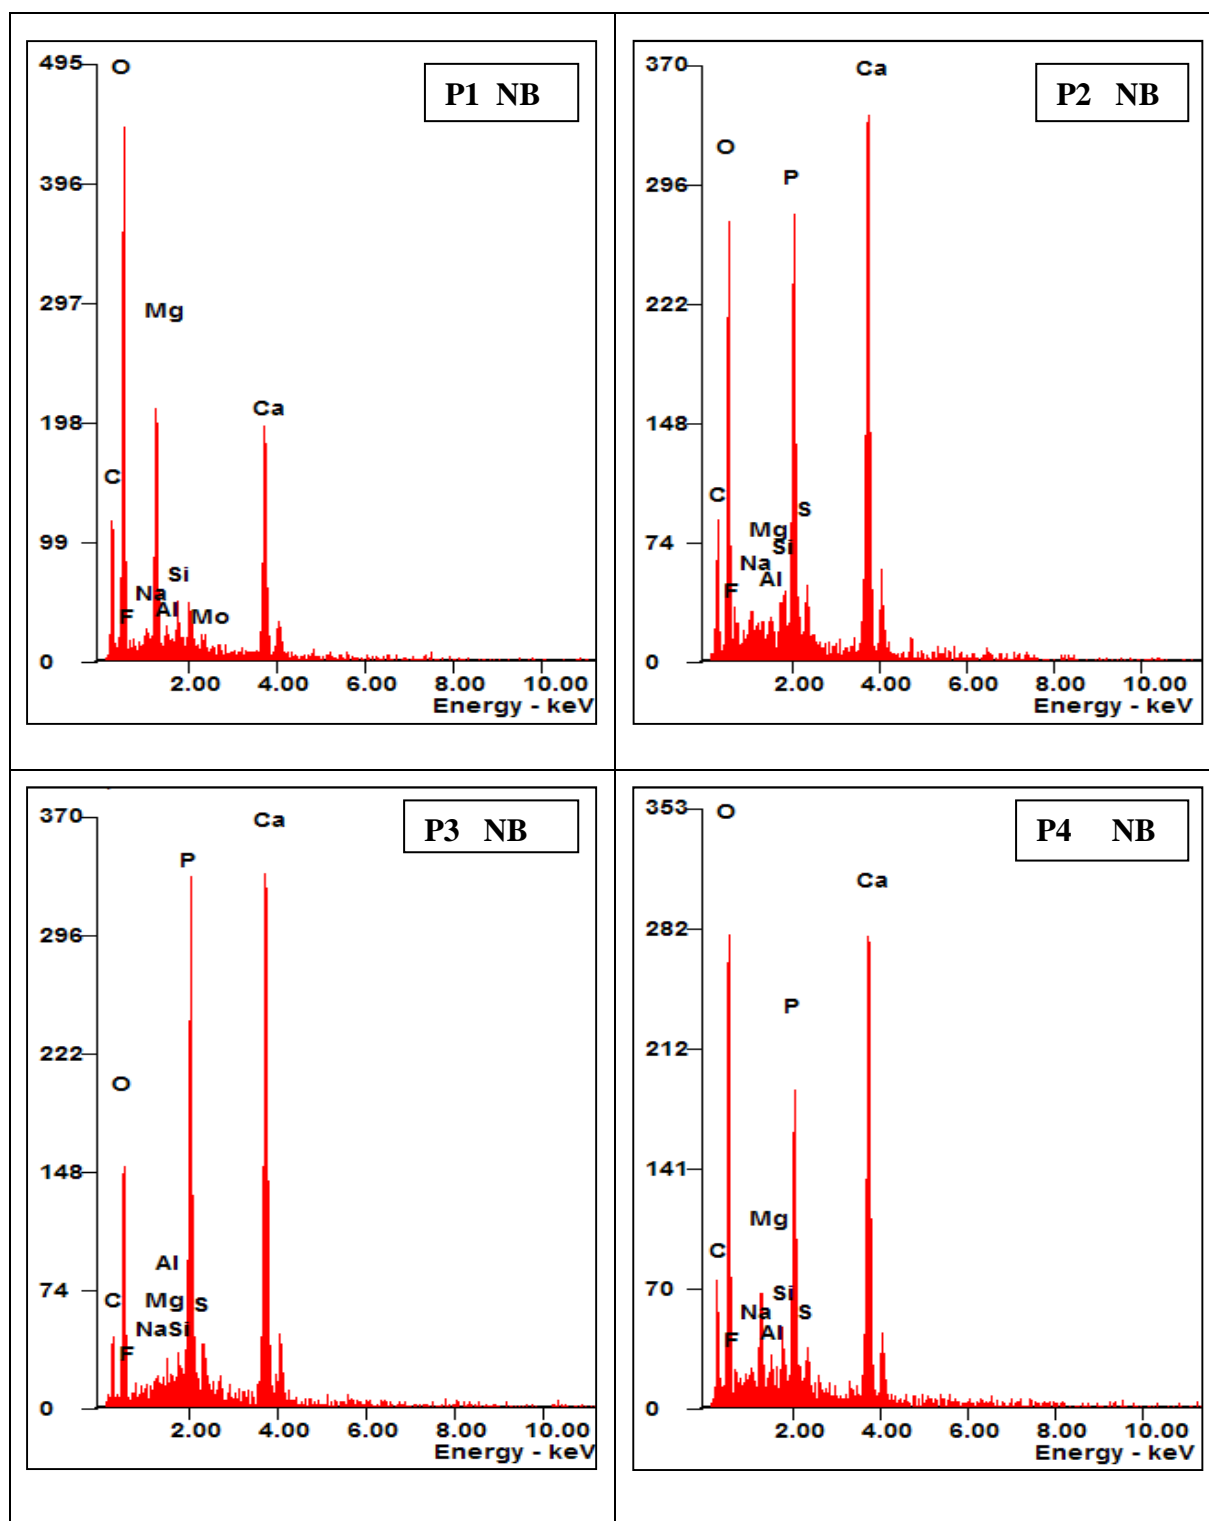 495
O
P1 NB
396
297
Mg
198
Ca
C
99
Si
Na
Al
F
Mo
0
2.00 4.00 6.00 8.00 10.00
Energy - keV
370
Ca
P2 NB
O
296
P
222
148
C
S
Mg
74
Si
Na
Al
F
0
2.00 4.00 6.00 8.00 10.00
Energy - keV
370
Ca
P3 NB
P
296
222
O
148
Al
74
C Mg S
Na Si
F
0
2.00 4.00 6.00 8.00 10.00
Energy - keV
353
O
P4 NB
Ca
282
P
212
141
Mg
C
70
Si
Na S
Al
F
0
2.00 4.00 6.00 8.00 10.00
Energy - keV